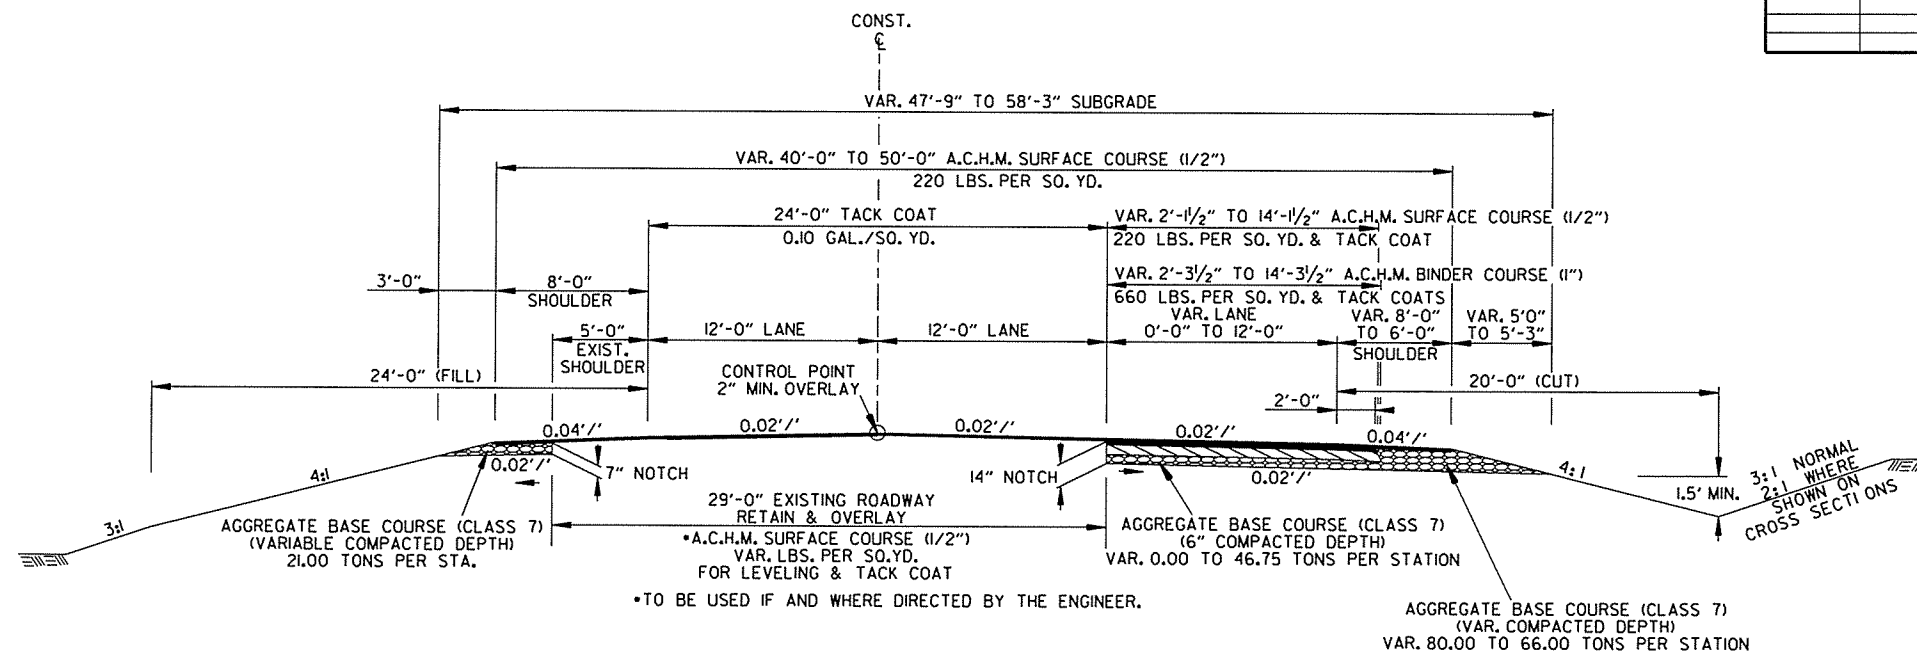 CONST.
℄
VAR. 47'-9" TO 58'-3" SUBGRADE
VAR. 40'-0" TO 50'-0" A.C.H.M. SURFACE COURSE (1/2")
220 LBS. PER SQ. YD.
24'-0" TACK COAT
0.10 GAL./SQ. YD.
VAR. 2'-1½" TO 14'-1½" A.C.H.M. SURFACE COURSE (1/2")
220 LBS. PER SQ. YD. & TACK COAT
VAR. 2'-3½" TO 14'-3½" A.C.H.M. BINDER COURSE (1")
660 LBS. PER SQ. YD. & TACK COATS
3'-0"
8'-0"
SHOULDER
5'-0"
EXIST.
SHOULDER
12'-0" LANE
12'-0" LANE
VAR. LANE
0'-0" TO 12'-0"
VAR. 8'-0"
TO 6'-0"
SHOULDER
VAR. 5'0"
TO 5'-3"
24'-0" (FILL)
CONTROL POINT
2" MIN. OVERLAY
20'-0" (CUT)
2'-0"
0.04'/'
0.02'/'
0.02'/'
0.02'/'
0.04'/'
3:1
4:1
0.02'/'
7" NOTCH
14" NOTCH
0.02'/'
4:1
1.5' MIN.
3:1 NORMAL
2:1 WHERE
SHOWN ON
CROSS SECTIONS
29'-0" EXISTING ROADWAY
RETAIN & OVERLAY
•A.C.H.M. SURFACE COURSE (1/2")
VAR. LBS. PER SQ.YD.
FOR LEVELING & TACK COAT
•TO BE USED IF AND WHERE DIRECTED BY THE ENGINEER.
AGGREGATE BASE COURSE (CLASS 7)
(VARIABLE COMPACTED DEPTH)
21.00 TONS PER STA.
AGGREGATE BASE COURSE (CLASS 7)
(6" COMPACTED DEPTH)
VAR. 0.00 TO 46.75 TONS PER STATION
AGGREGATE BASE COURSE (CLASS 7)
(VAR. COMPACTED DEPTH)
VAR. 80.00 TO 66.00 TONS PER STATION